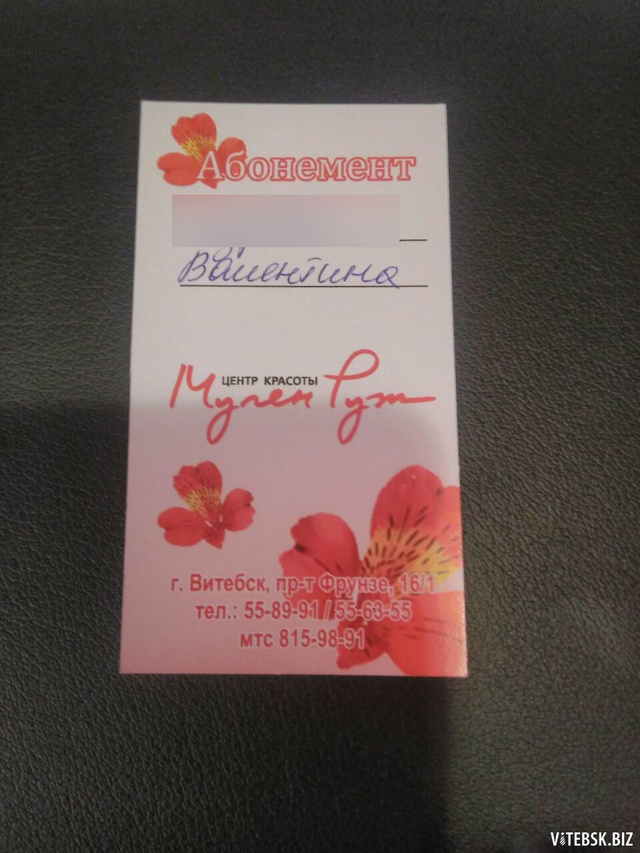 Абонемент
Валентина
ЦЕНТР КРАСОТЫ
Мулен Руж
г. Витебск, пр-т Фрунзе, 16/1
тел.: 55-89-91 / 55-63-55
мтс 815-98-91
VITEBSK.BIZ